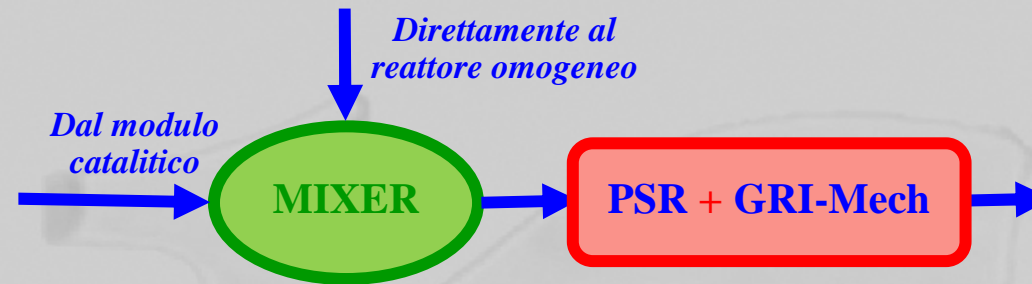 Direttamente al
reattore omogeneo
Dal modulo
catalitico
MIXER
PSR + GRI-Mech